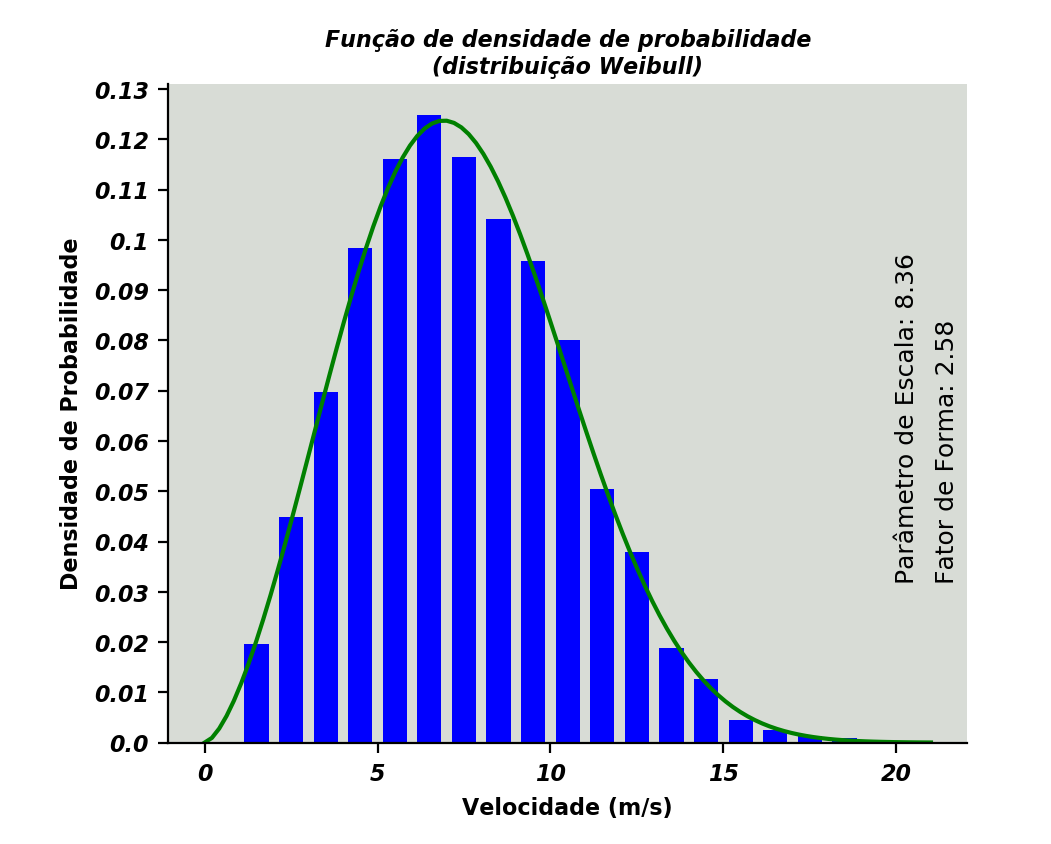 Função de densidade de probabilidade
(distribuição Weibull)
0.13
0.12
0.11
0.1
0.09
0.08
0.07
0.06
0.05
0.04
0.03
0.02
0.01
0.0
Densidade de Probabilidade
Parâmetro de Escala: 8.36
Fator de Forma: 2.58
0 5 10 15 20
Velocidade (m/s)